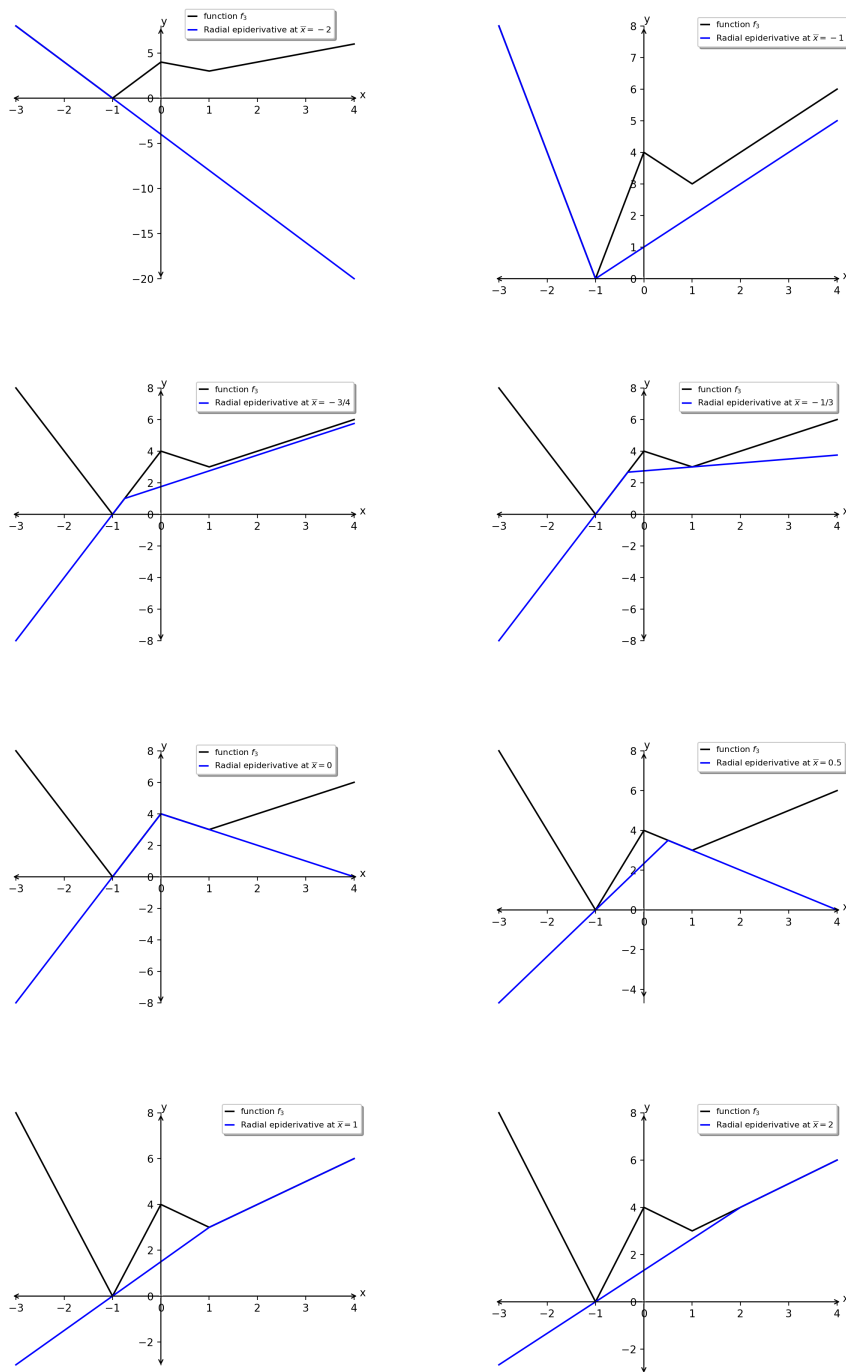 y
function f₃
Radial epiderivative at x̅ = −2
x
5
0
−5
−10
−15
−20
−3 −2 −1 0 1 2 3 4
function f₃
Radial epiderivative at x̅ = −1
x
8
7
6
5
4
3
2
1
0
−3 −2 −1 0 1 2 3 4
y
function f₃
Radial epiderivative at x̅ = −3/4
x
8
6
4
2
0
−2
−4
−6
−8
−3 −2 −1 0 1 2 3 4
y
function f₃
Radial epiderivative at x̅ = −1/3
x
8
6
4
2
0
−2
−4
−6
−8
−3 −2 −1 0 1 2 3 4
y
function f₃
Radial epiderivative at x̅ = 0
x
8
6
4
2
0
−2
−4
−6
−8
−3 −2 −1 0 1 2 3 4
y
function f₃
Radial epiderivative at x̅ = 0.5
x
8
6
4
2
0
−2
−4
−3 −2 −1 0 1 2 3 4
y
function f₃
Radial epiderivative at x̅ = 1
x
8
6
4
2
0
−2
−3 −2 −1 0 1 2 3 4
y
function f₃
Radial epiderivative at x̅ = 2
x
8
6
4
2
0
−2
−3 −2 −1 0 1 2 3 4